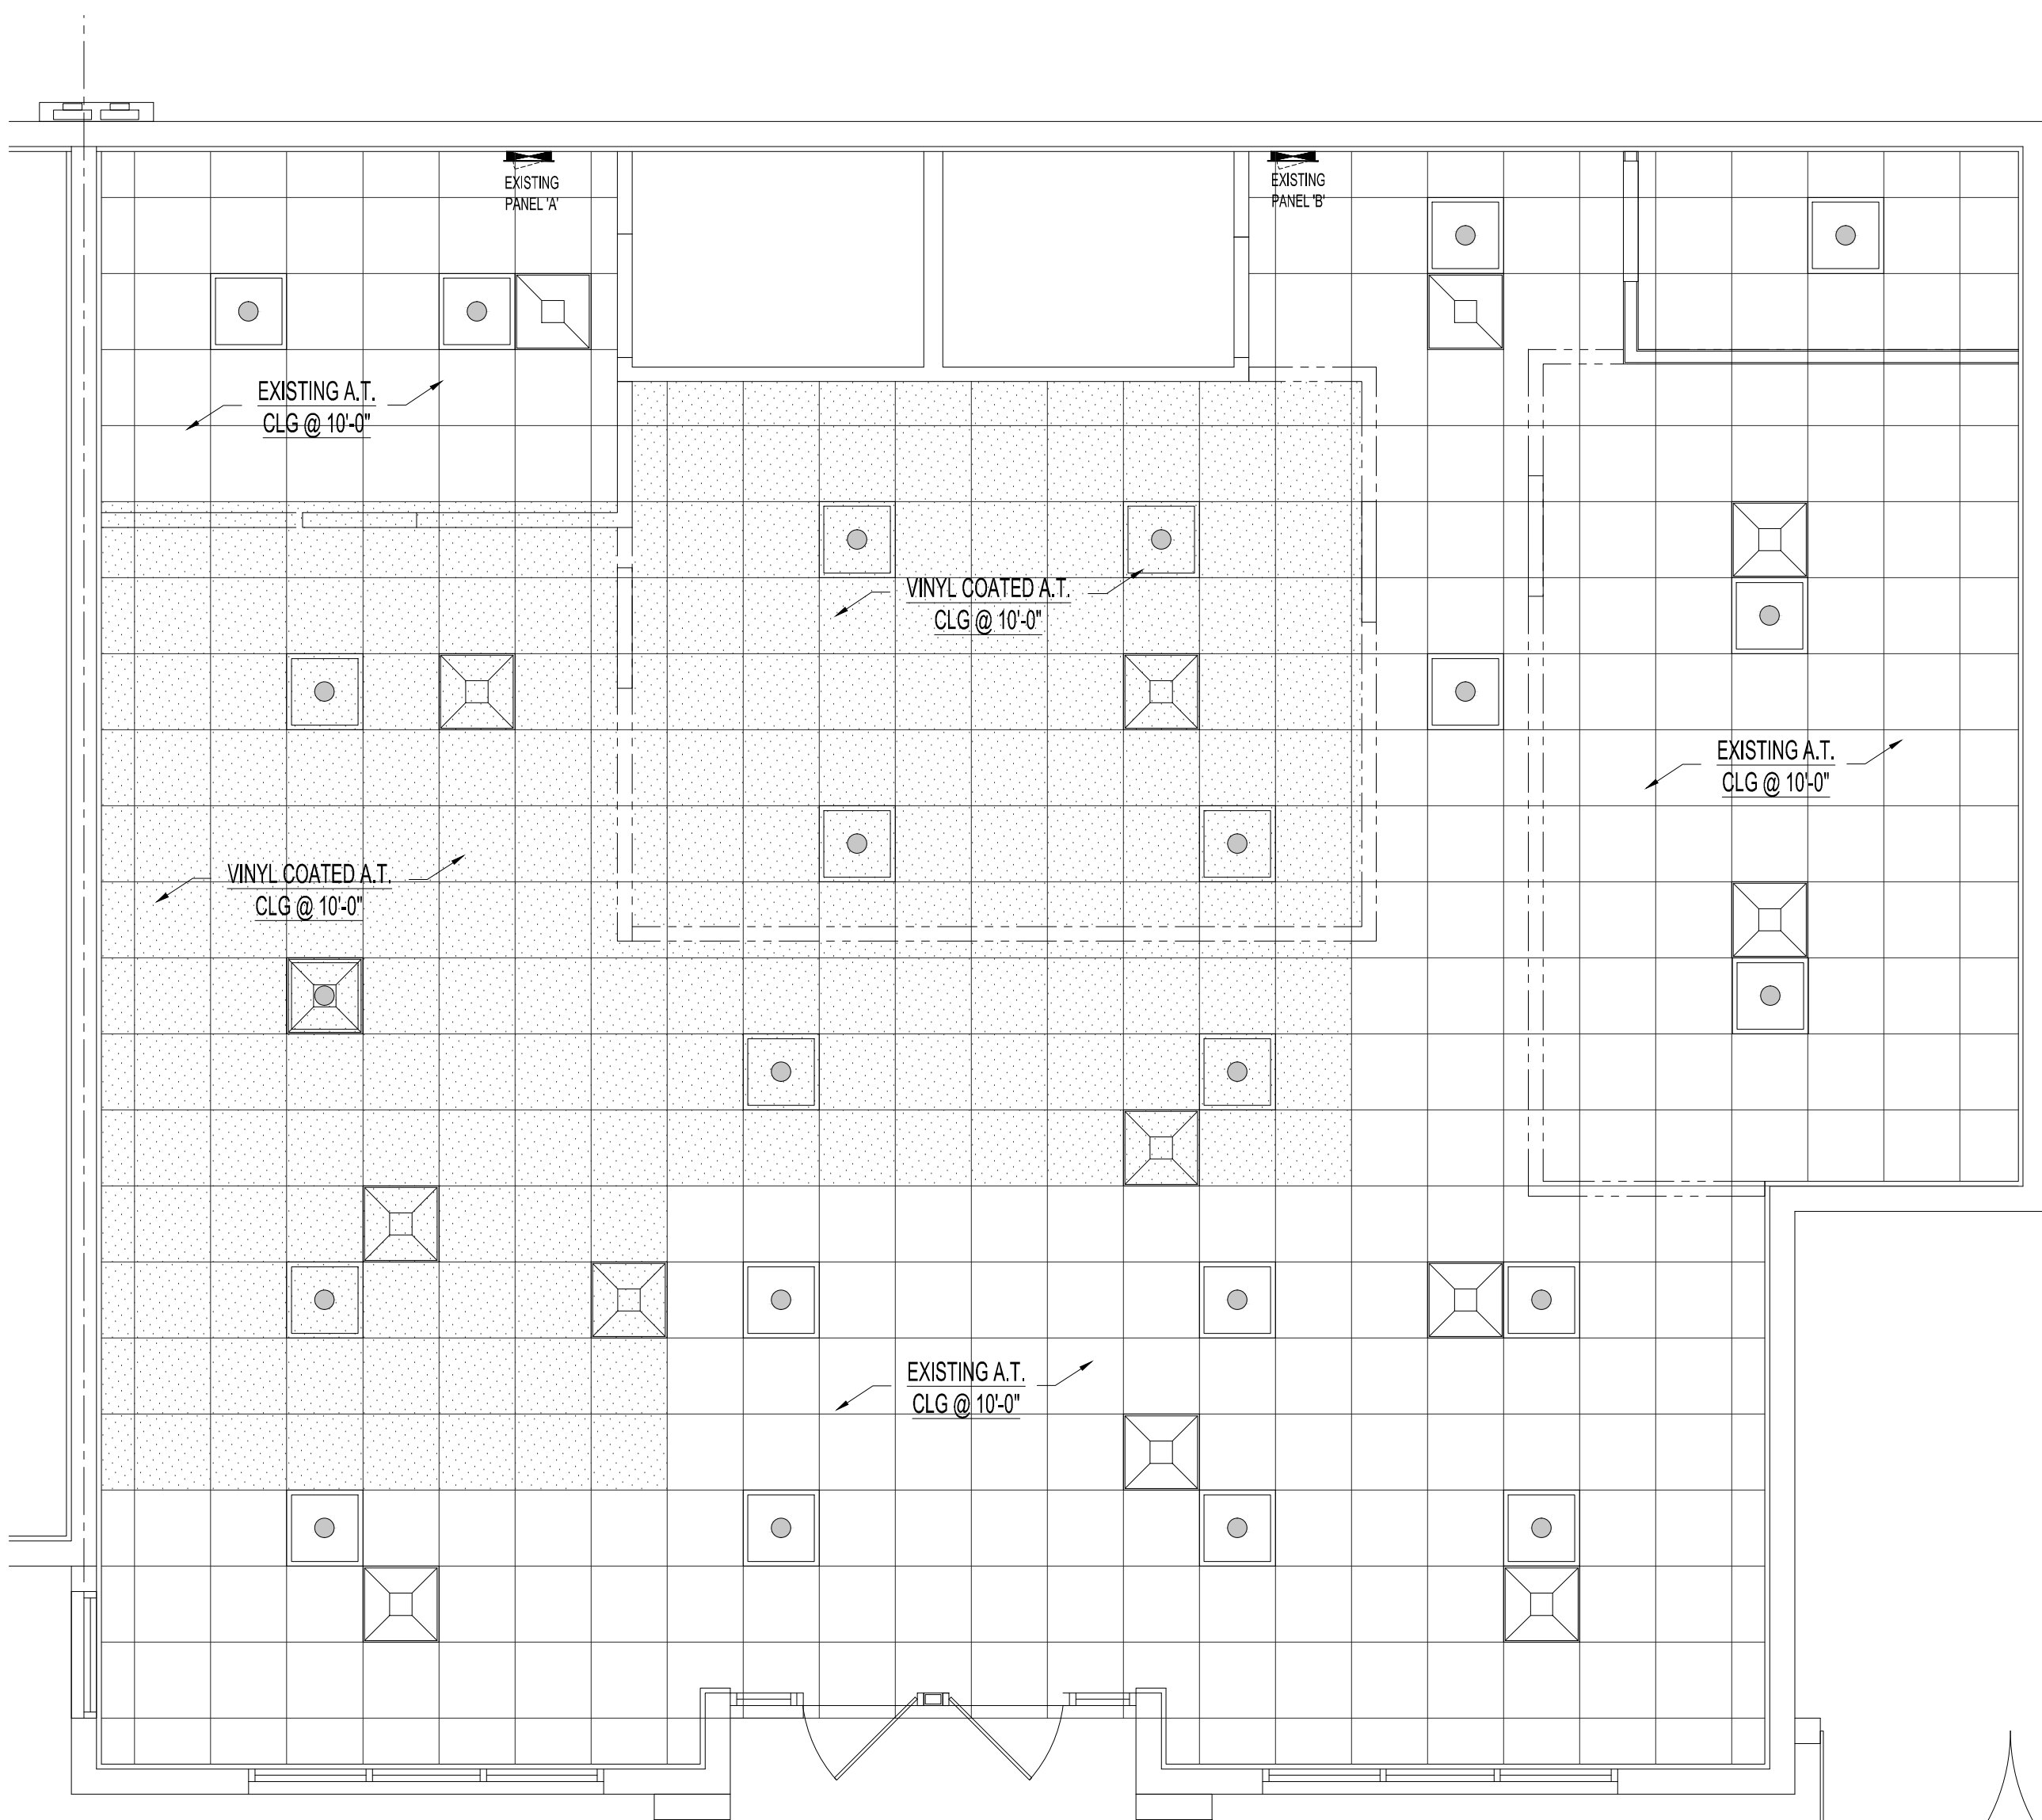 EXISTING
PANEL 'A'
EXISTING
PANEL 'B'
EXISTING A.T.
CLG @ 10'-0"
VINYL COATED A.T.
CLG @ 10'-0"
EXISTING A.T.
CLG @ 10'-0"
VINYL COATED A.T.
CLG @ 10'-0"
EXISTING A.T.
CLG @ 10'-0"